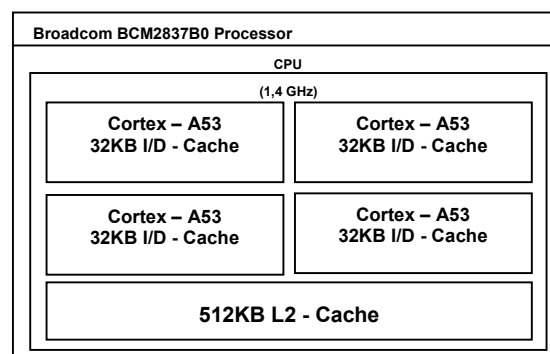 Broadcom BCM2837B0 Processor
CPU
(1,4 GHz)
Cortex – A53
32KB I/D - Cache
Cortex – A53
32KB I/D - Cache
Cortex – A53
32KB I/D - Cache
Cortex – A53
32KB I/D - Cache
512KB L2 - Cache